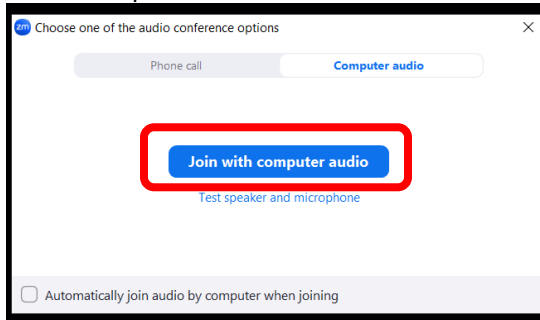 zm Choose one of the audio conference options
Phone call Computer audio
Join with computer audio
Test speaker and microphone
Automatically join audio by computer when joining